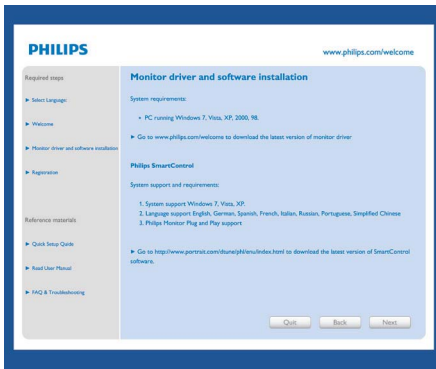 PHILIPS
www.philips.com/welcome
Required steps
Select Language:
Welcome
Monitor driver and software installation
Registration
Reference materials
Quick Setup Guide
Read User Manual
FAQ & Troubleshooting
Monitor driver and software installation
System requirements:
• PC running Windows 7, Vista, XP, 2000, 98.
Go to www.philips.com/welcome to download the latest version of monitor driver
Philips SmartControl
System support and requirements:
1. System support Windows 7, Vista, XP.
2. Language support English, German, Spanish, French, Italian, Russian, Portuguese, Simplified Chinese
3. Philips Monitor Plug and Play support
Go to http://www.portrait.com/dtune/phl/enu/index.html to download the latest version of SmartControl
software.
Quit
Back
Next